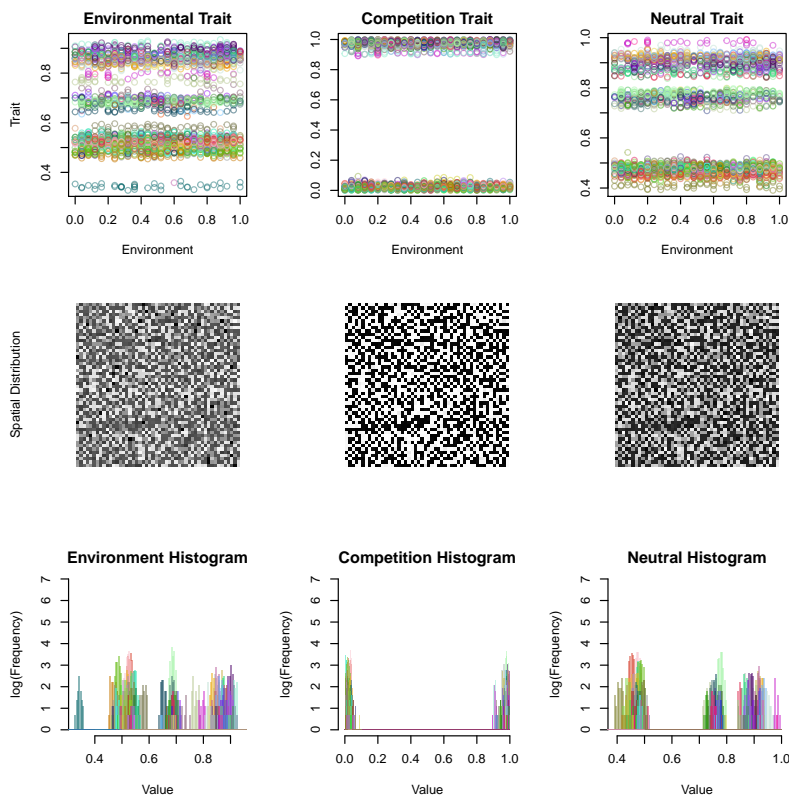 Environmental Trait
Competition Trait
Neutral Trait
Trait
0.4 0.6 0.8
0.0 0.2 0.4 0.6 0.8 1.0
0.4 0.6 0.8 1.0
0.0 0.2 0.4 0.6 0.8 1.0
0.0 0.2 0.4 0.6 0.8 1.0
0.0 0.2 0.4 0.6 0.8 1.0
Environment
Environment
Environment
Spatial Distribution
Environment Histogram
Competition Histogram
Neutral Histogram
log(Frequency)
log(Frequency)
log(Frequency)
0 1 2 3 4 5 6 7
0 1 2 3 4 5 6 7
0 1 2 3 4 5 6 7
0.4 0.6 0.8
0.0 0.2 0.4 0.6 0.8 1.0
0.4 0.6 0.8 1.0
Value
Value
Value